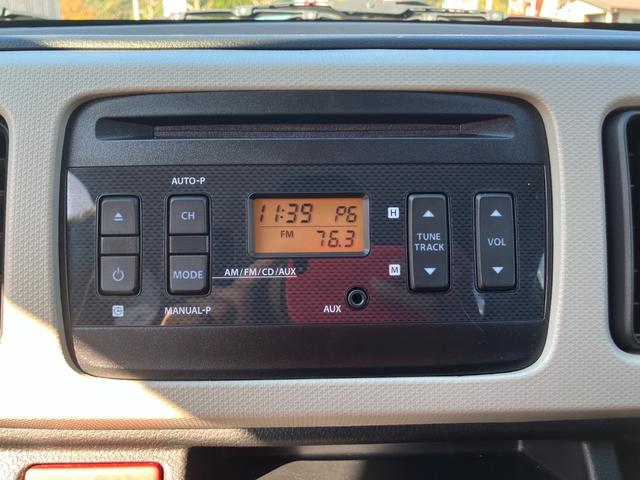 AUTO-P
CH
MODE
AM/FM/CD/AUX
MANUAL-P
11:39 P6
FM 76.3
AUX
H
M
TUNE
TRACK
VOL